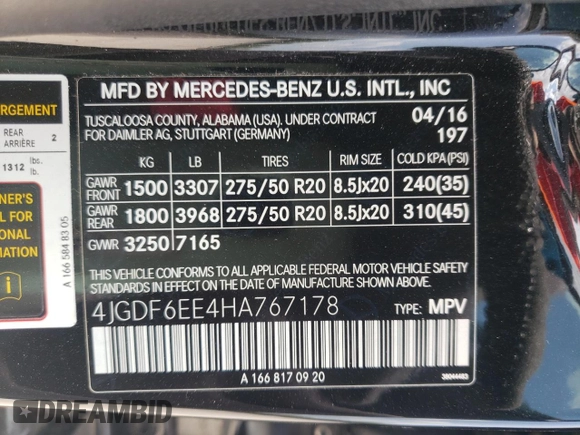 MFD BY MERCEDES-BENZ U.S. INTL., INC
TUSCALOOSA COUNTY, ALABAMA (USA). UNDER CONTRACT
FOR DAIMLER AG, STUTTGART (GERMANY)
04/16
197
KG LB TIRES RIM SIZE COLD KPA (PSI)
GAWR FRONT 1500 3307 275/50 R20 8.5Jx20 240(35)
GAWR REAR 1800 3968 275/50 R20 8.5Jx20 310(45)
GVWR 3250 7165
THIS VEHICLE CONFORMS TO ALL APPLICABLE FEDERAL MOTOR VEHICLE SAFETY
STANDARDS IN EFFECT ON THE DATE OF MANUFACTURE SHOWN ABOVE.
4JGDF6EE4HA767178 TYPE: MPV
A 166 817 09 20
38044483
ARGEMENT
REAR
ARRIÈRE 2
1312 lbs.
lb.
NER'S
L FOR
IONAL
MATION
A 166 584 83 05
DREAMBID